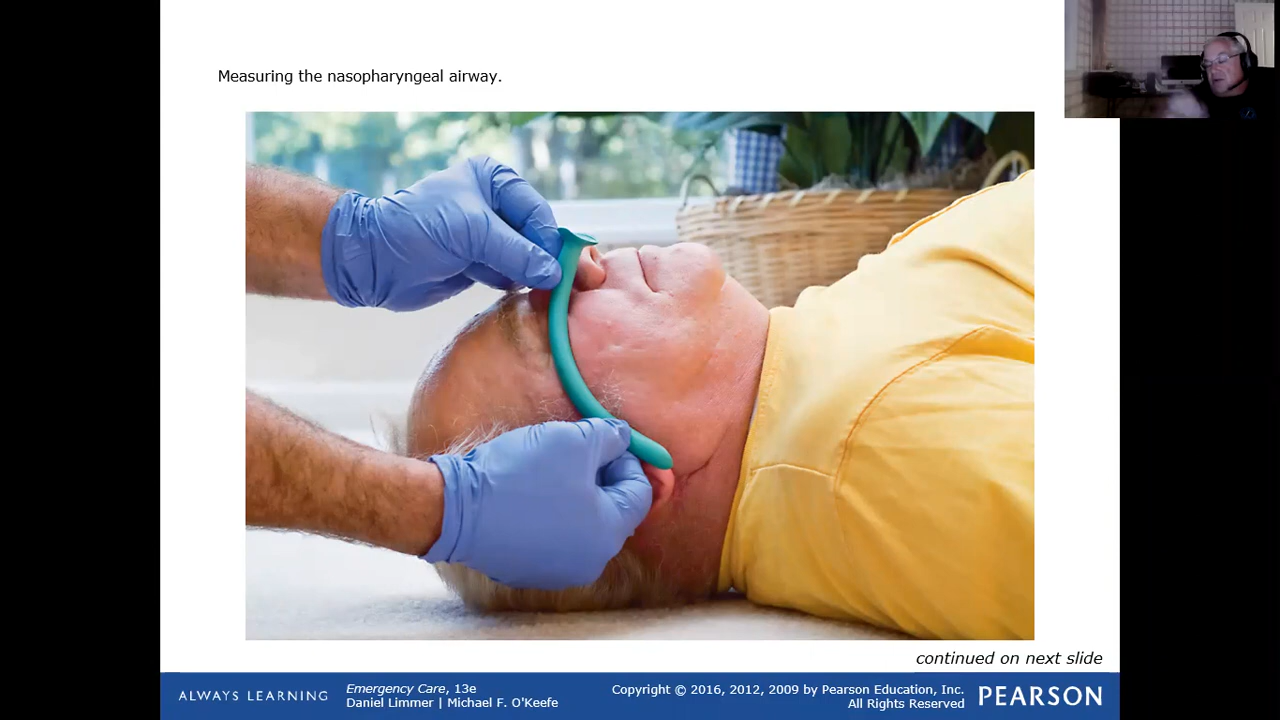 Measuring the nasopharyngeal airway.
continued on next slide
ALWAYS LEARNING
Emergency Care, 13e
Daniel Limmer | Michael F. O'Keefe
Copyright © 2016, 2012, 2009 by Pearson Education, Inc.
All Rights Reserved
PEARSON